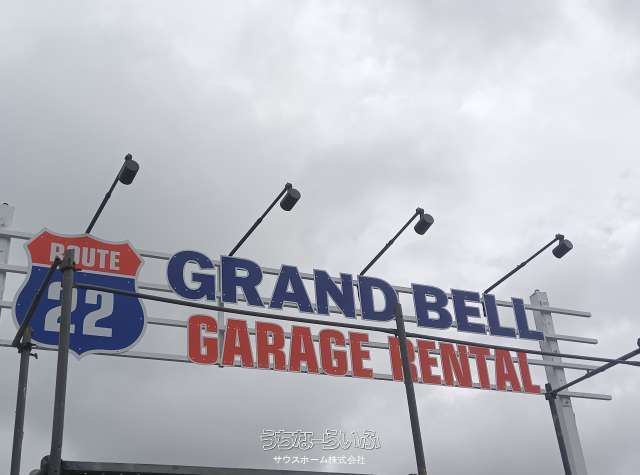 ROUTE
22
GRAND BELL
GARAGE RENTAL
うちなーらいふ
サウスホーム株式会社